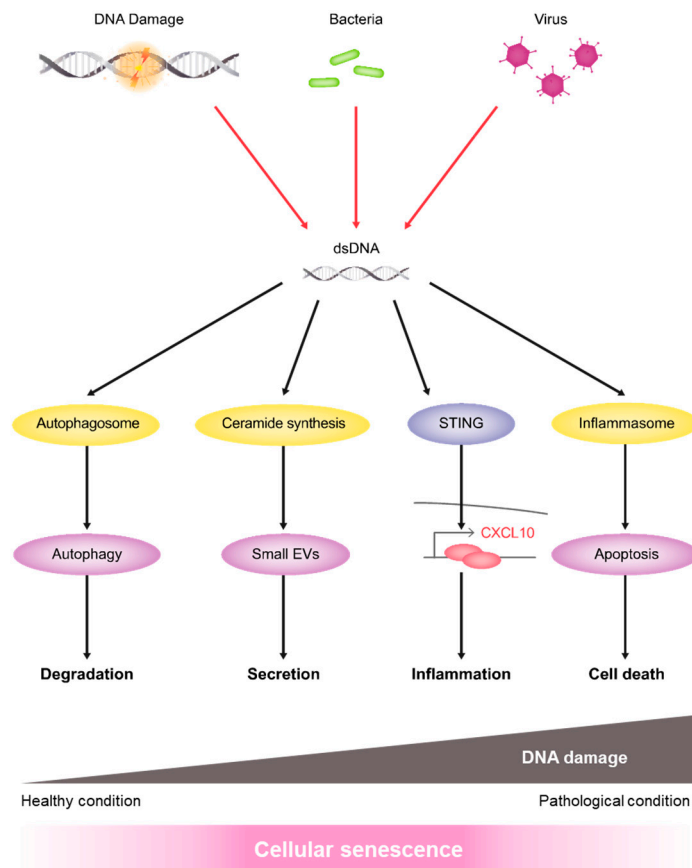 DNA Damage
Bacteria
Virus
dsDNA
Autophagosome
Ceramide synthesis
STING
Inflammasome
CXCL10
Autophagy
Small EVs
Apoptosis
Degradation
Secretion
Inflammation
Cell death
DNA damage
Healthy condition
Pathological condition
Cellular senescence